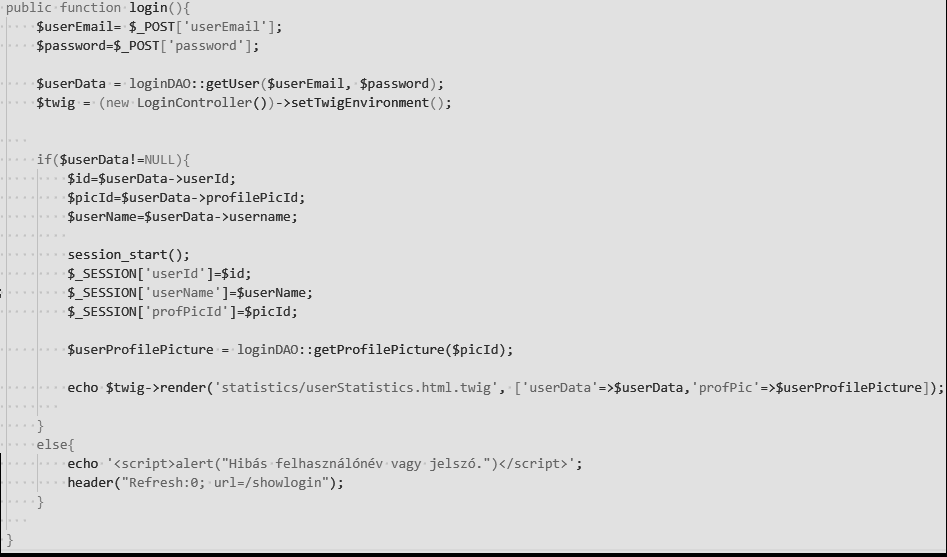 public function login(){
    $userEmail= $_POST['userEmail'];
    $password=$_POST['password'];

    $userData = loginDAO::getUser($userEmail, $password);
    $twig = (new LoginController())->setTwigEnvironment();

    if($userData!=NULL){
        $id=$userData->userId;
        $picId=$userData->profilePicId;
        $userName=$userData->username;

        session_start();
        $_SESSION['userId']=$id;
        $_SESSION['userName']=$userName;
        $_SESSION['profPicId']=$picId;

        $userProfilePicture = loginDAO::getProfilePicture($picId);

        echo $twig->render('statistics/userStatistics.html.twig', ['userData'=>$userData,'profPic'=>$userProfilePicture]);

    }
    else{
        echo '<script>alert("Hibás felhasználónév vagy jelszó.")</script>';
        header("Refresh:0; url=/showlogin");
    }

}